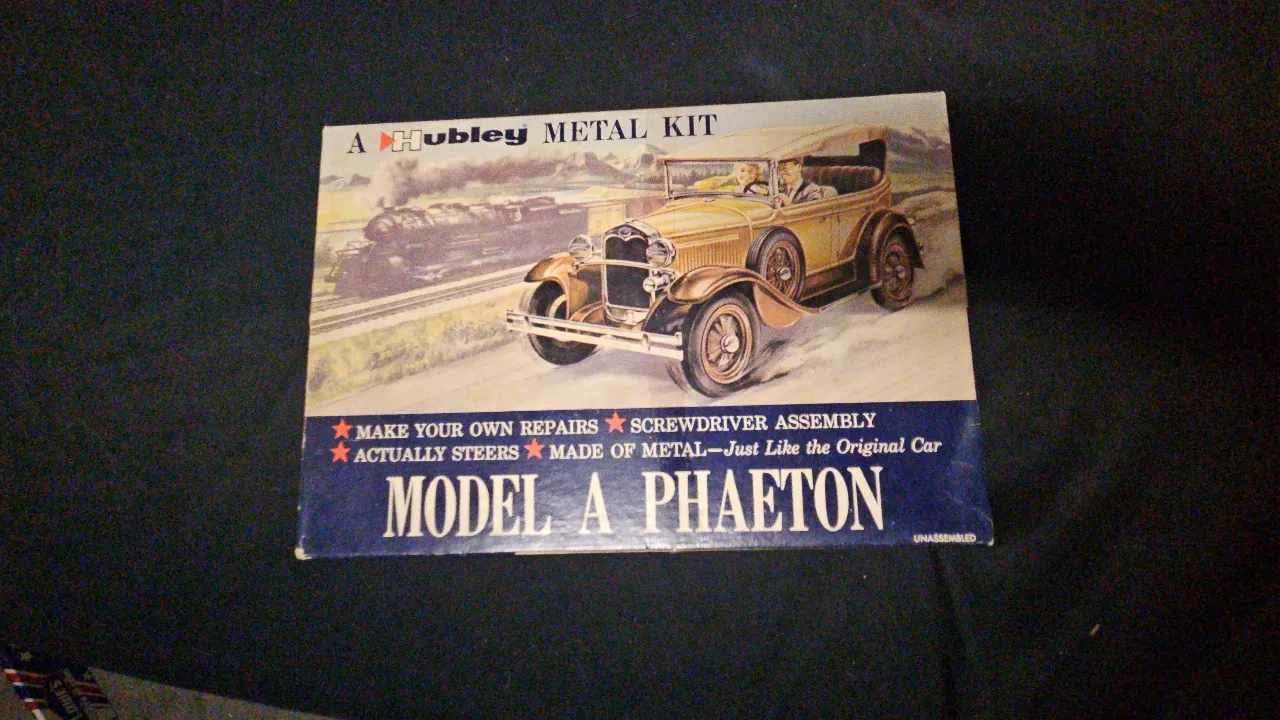 A Hubley METAL KIT
★ MAKE YOUR OWN REPAIRS ★ SCREWDRIVER ASSEMBLY
★ ACTUALLY STEERS ★ MADE OF METAL—Just Like the Original Car
MODEL A PHAETON
UNASSEMBLED